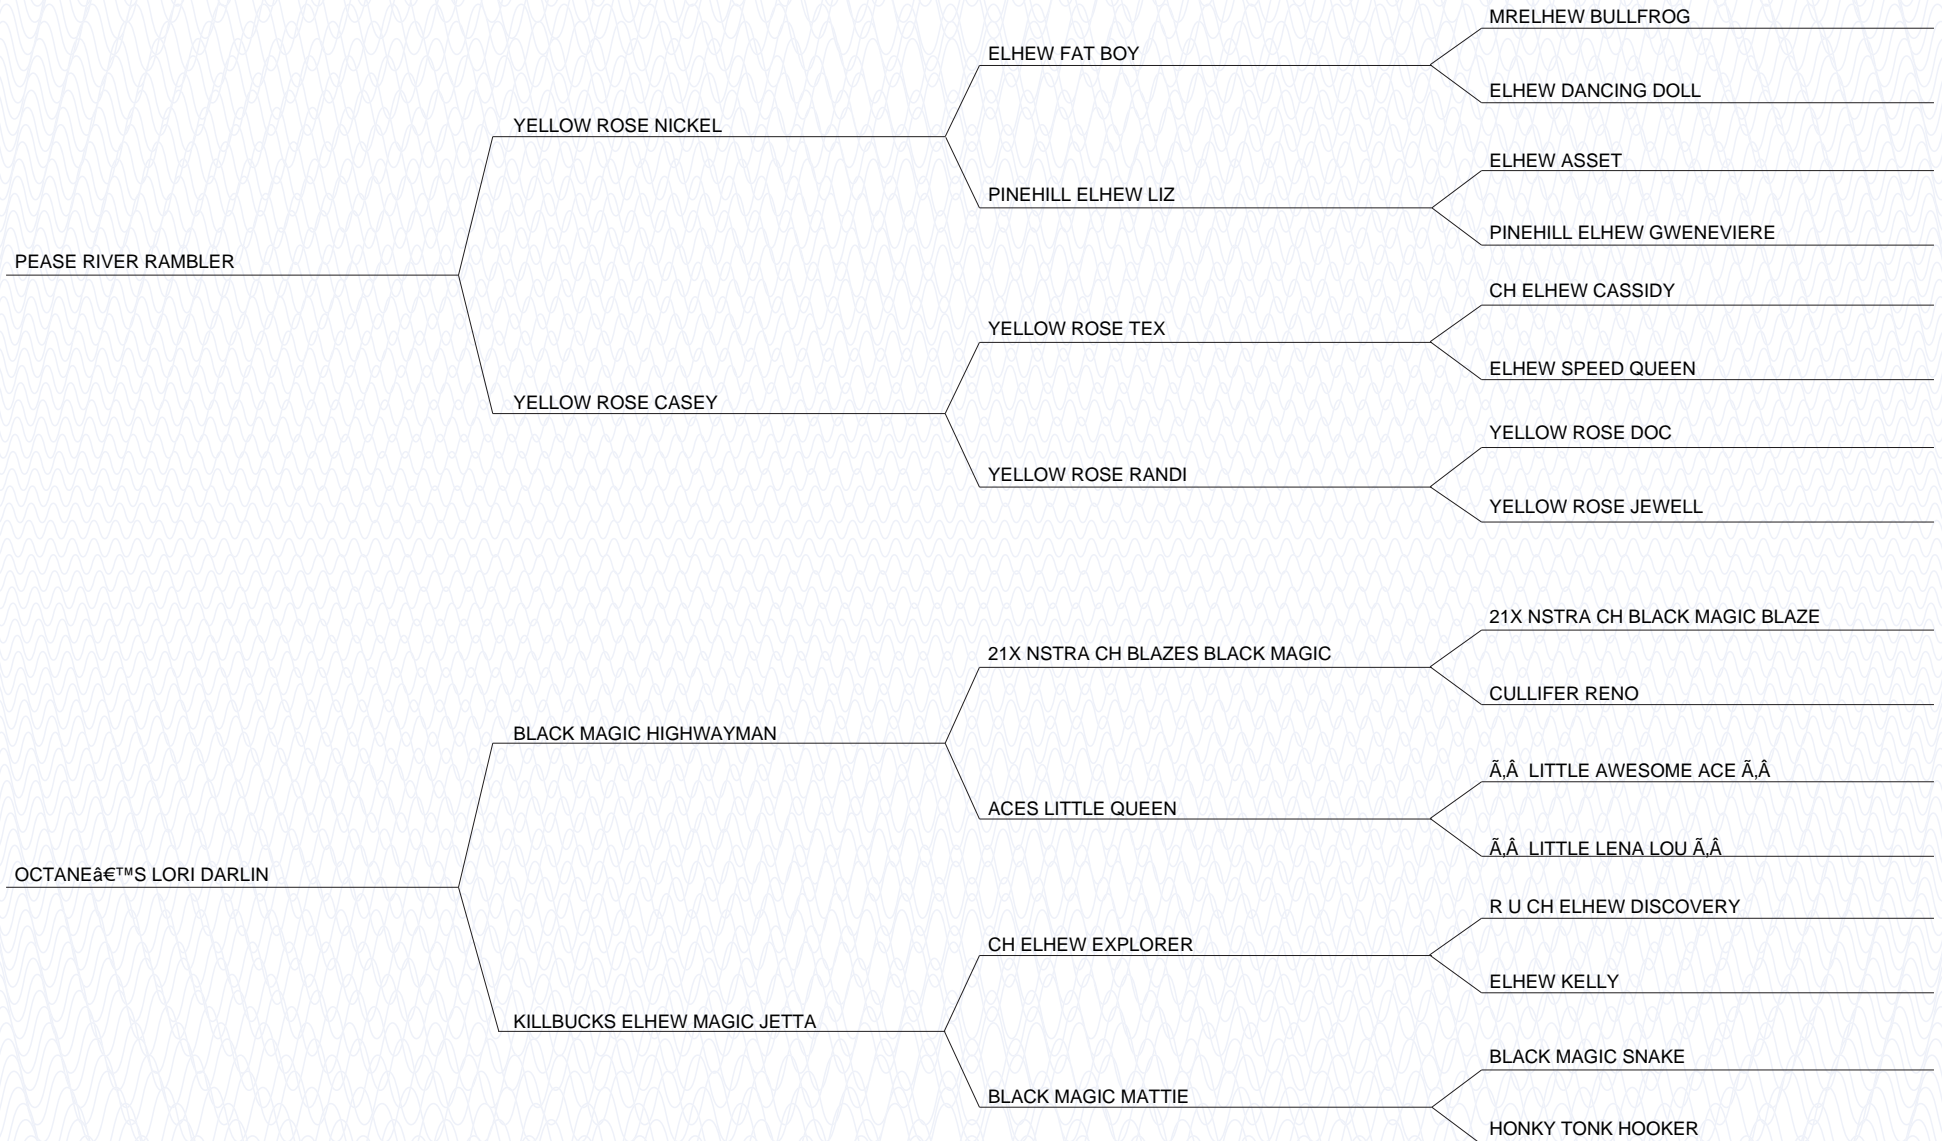 MRELHEW BULLFROG
ELHEW FAT BOY
ELHEW DANCING DOLL
YELLOW ROSE NICKEL
ELHEW ASSET
PINEHILL ELHEW LIZ
PINEHILL ELHEW GWENEVIERE
PEASE RIVER RAMBLER
CH ELHEW CASSIDY
YELLOW ROSE TEX
ELHEW SPEED QUEEN
YELLOW ROSE CASEY
YELLOW ROSE DOC
YELLOW ROSE RANDI
YELLOW ROSE JEWELL
21X NSTRA CH BLACK MAGIC BLAZE
21X NSTRA CH BLAZES BLACK MAGIC
CULLIFER RENO
BLACK MAGIC HIGHWAYMAN
Ã‚Â LITTLE AWESOME ACE Ã‚Â
ACES LITTLE QUEEN
Ã‚Â LITTLE LENA LOU Ã‚Â
OCTANEâ€™S LORI DARLIN
R U CH ELHEW DISCOVERY
CH ELHEW EXPLORER
ELHEW KELLY
KILLBUCKS ELHEW MAGIC JETTA
BLACK MAGIC SNAKE
BLACK MAGIC MATTIE
HONKY TONK HOOKER